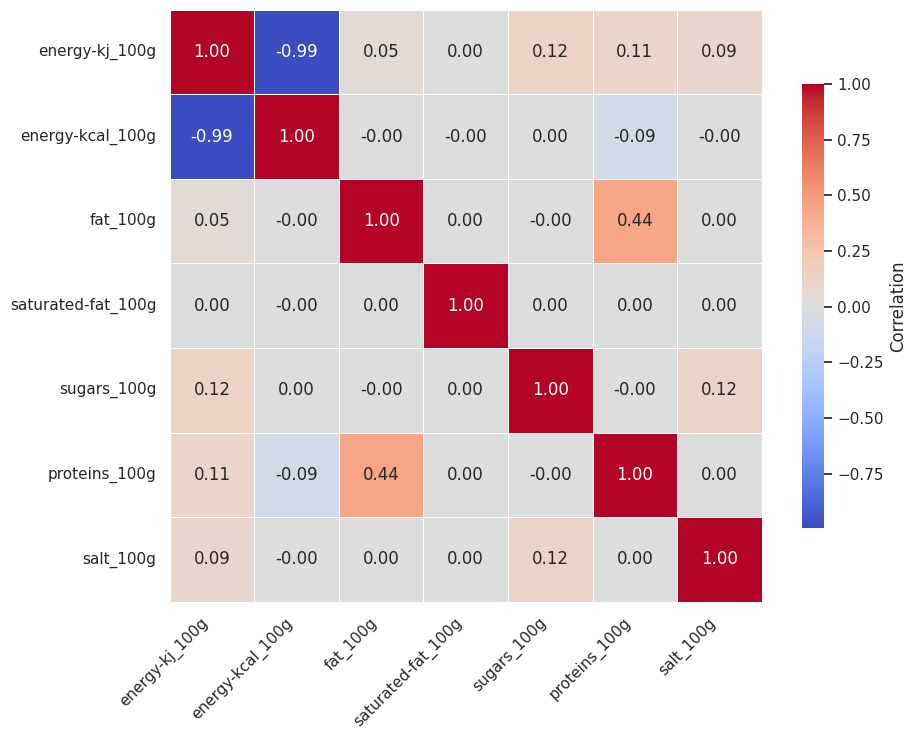 energy-kj_100g 1.00 -0.99 0.05 0.00 0.12 0.11 0.09
energy-kcal_100g -0.99 1.00 -0.00 -0.00 0.00 -0.09 -0.00
fat_100g 0.05 -0.00 1.00 0.00 -0.00 0.44 0.00
saturated-fat_100g 0.00 -0.00 0.00 1.00 0.00 0.00 0.00
sugars_100g 0.12 0.00 -0.00 0.00 1.00 -0.00 0.12
proteins_100g 0.11 -0.09 0.44 0.00 -0.00 1.00 0.00
salt_100g 0.09 -0.00 0.00 0.00 0.12 0.00 1.00
energy-kj_100g
energy-kcal_100g
fat_100g
saturated-fat_100g
sugars_100g
proteins_100g
salt_100g
1.00
0.75
0.50
0.25
0.00
−0.25
−0.50
−0.75
Correlation